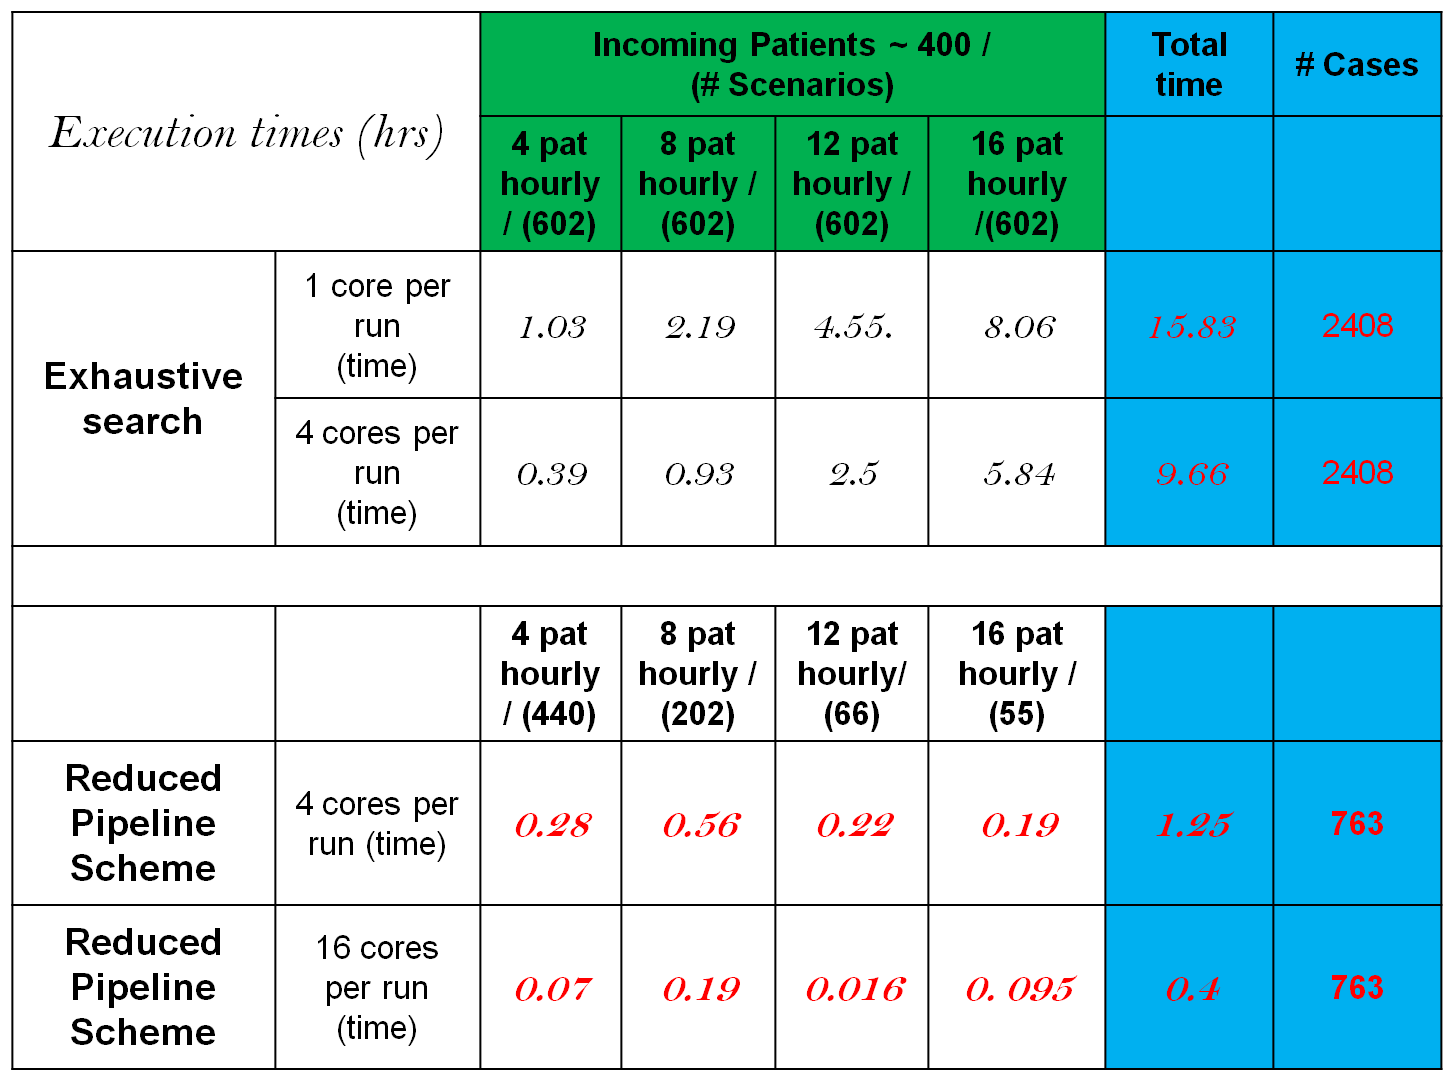 Execution times (hrs)
Incoming Patients ~ 400 /
(# Scenarios)
Total
time
# Cases
4 pat
hourly
/ (602)
8 pat
hourly /
(602)
12 pat
hourly /
(602)
16 pat
hourly
/(602)
Exhaustive
search
1 core per
run
(time)
1.03
2.19
4.55.
8.06
15.83
2408
4 cores per
run
(time)
0.39
0.93
2.5
5.84
9.66
2408
4 pat
hourly
/ (440)
8 pat
hourly /
(202)
12 pat
hourly/
(66)
16 pat
hourly /
(55)
Reduced
Pipeline
Scheme
4 cores per
run (time)
0.28
0.56
0.22
0.19
1.25
763
Reduced
Pipeline
Scheme
16 cores
per run
(time)
0.07
0.19
0.016
0. 095
0.4
763